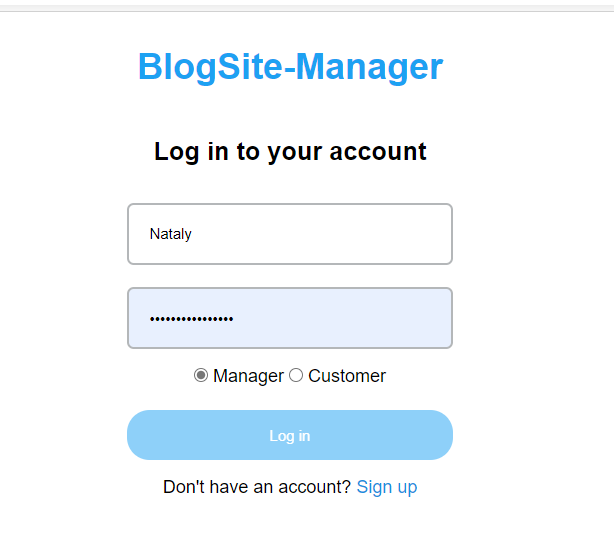 BlogSite-Manager
Log in to your account
Nataly
••••••••••••••••
Manager Customer
Log in
Don't have an account? Sign up